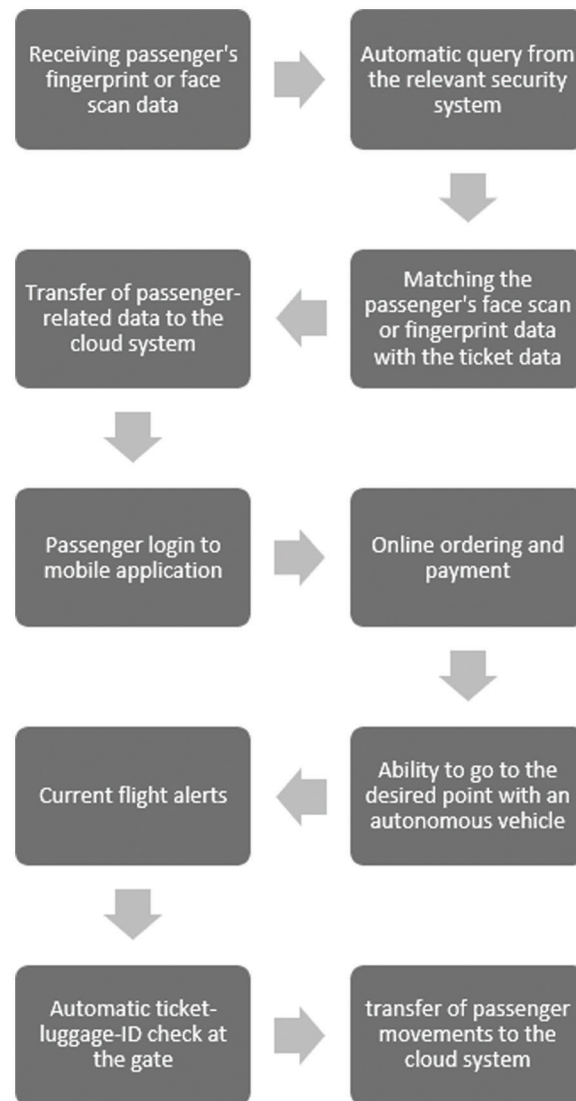 Receiving passenger's
fingerprint or face
scan data
Automatic query from
the relevant security
system
Matching the
passenger's face scan
or fingerprint data
with the ticket data
Transfer of passenger-
related data to the
cloud system
Passenger login to
mobile application
Online ordering and
payment
Ability to go to the
desired point with an
autonomous vehicle
Current flight alerts
Automatic ticket-
luggage-ID check at
the gate
transfer of passenger
movements to the
cloud system